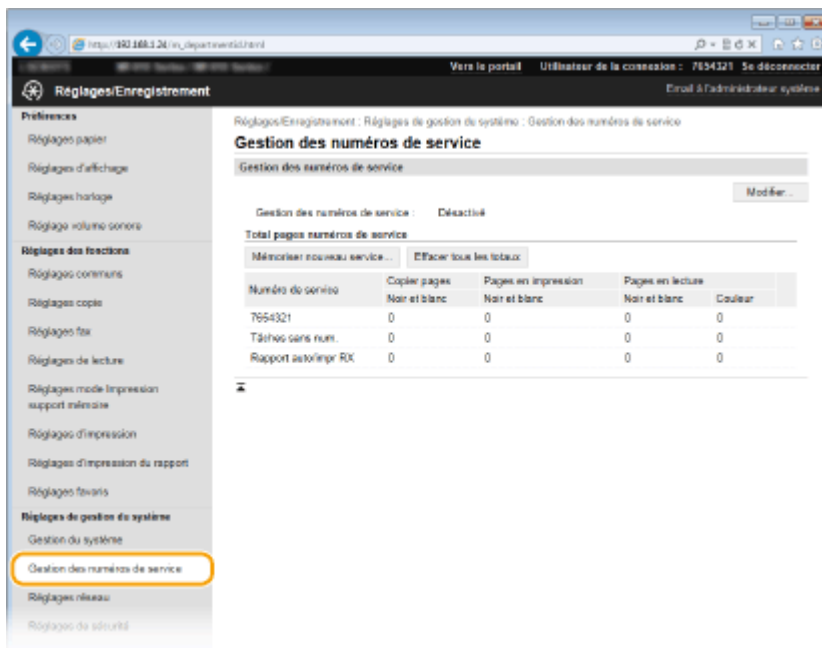 http://192.168.1.24/m_departmentid.html
Vers le portail Utilisateur de la connexion : 7654321 Se déconnecter
Réglages/Enregistrement
Email à l'administrateur système
Préférences
Réglages papier
Réglages d'affichage
Réglages horloge
Réglage volume sonore
Réglages des fonctions
Réglages communs
Réglages copie
Réglages fax
Réglages de lecture
Réglages mode Impression
support mémoire
Réglages d'impression
Réglages d'impression du rapport
Réglages favoris
Réglages de gestion du système
Gestion du système
Gestion des numéros de service
Réglages réseau
Réglages de sécurité
Réglages/Enregistrement : Réglages de gestion du système : Gestion des numéros de service
Gestion des numéros de service
Gestion des numéros de service
Modifier...
Gestion des numéros de service : Désactivé
Total pages numéros de service
Mémoriser nouveau service... Effacer tous les totaux
Numéro de service Copier pages Pages en impression Pages en lecture
Noir et blanc Noir et blanc Noir et blanc Couleur
7654321 0 0 0 0
Tâches sans num. 0 0 0 0
Rapport auto/impr RX 0 0 0 0